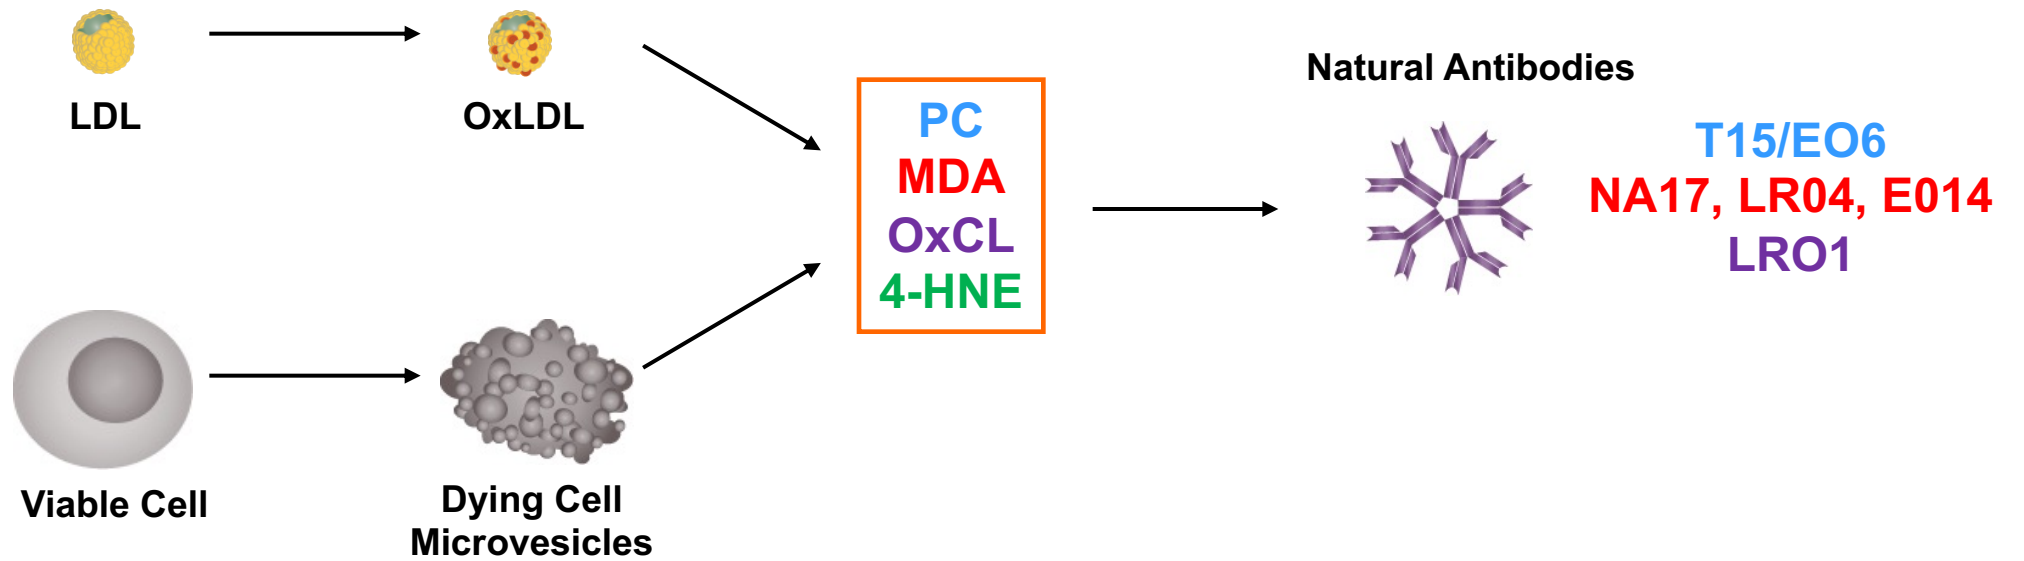 LDL
OxLDL
Viable Cell
Dying Cell
Microvesicles
PC
MDA
OxCL
4-HNE
Natural Antibodies
T15/EO6
NA17, LR04, E014
LRO1